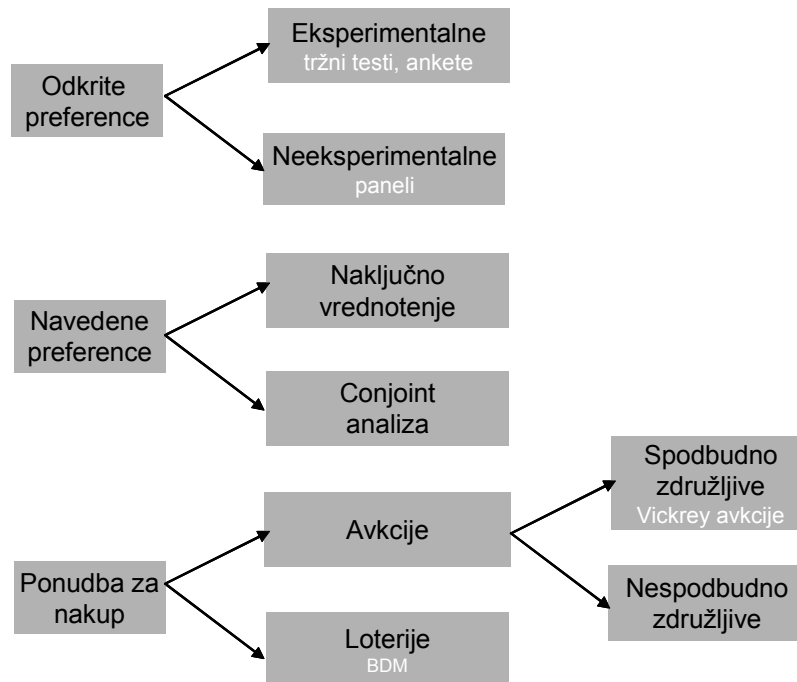 Odkrite
preference
Eksperimentalne
tržni testi, ankete
Neeksperimentalne
paneli
Navedene
preference
Naključno
vrednotenje
Conjoint
analiza
Ponudba za
nakup
Avkcije
Loterije
BDM
Spodbudno
združljive
Vickrey avkcije
Nespodbudno
združljive